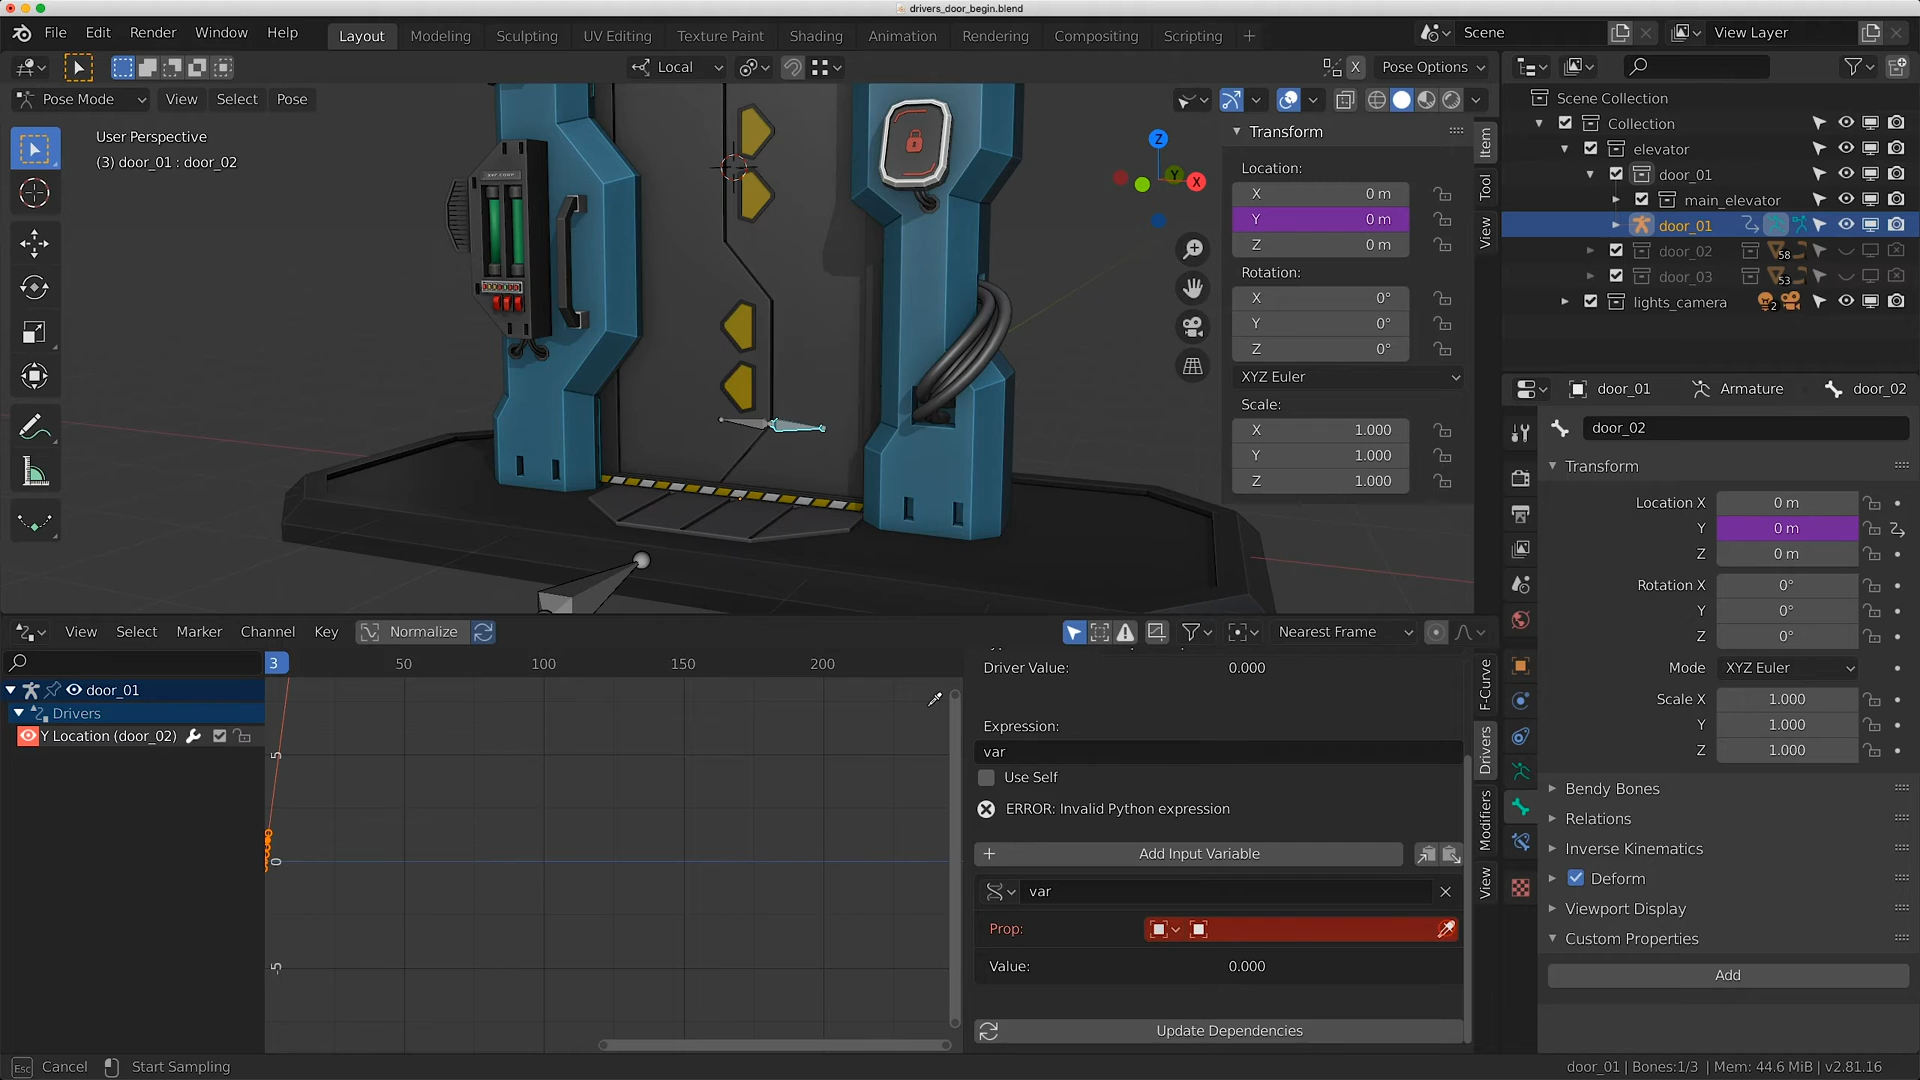 drivers_door_begin.blend
File Edit Render Window Help Layout Modeling Sculpting UV Editing Texture Paint Shading Animation Rendering Compositing Scripting + Scene View Layer
Local X Pose Options
Pose Mode View Select Pose
User Perspective
(3) door_01 : door_02
Z
Y
X
Transform
Location:
X 0 m
Y 0 m
Z 0 m
Rotation:
X 0°
Y 0°
Z 0°
XYZ Euler
Scale:
X 1.000
Y 1.000
Z 1.000
Item
Tool
View
Scene Collection
Collection
elevator
door_01
main_elevator
door_01
door_02 58
door_03 53
lights_camera 2
door_01 Armature door_02
door_02
Transform
Location X 0 m
Y 0 m
Z 0 m
Rotation X 0°
Y 0°
Z 0°
Mode XYZ Euler
Scale X 1.000
Y 1.000
Z 1.000
Bendy Bones
Relations
Inverse Kinematics
Deform
Viewport Display
Custom Properties
Add
View Select Marker Channel Key Normalize Nearest Frame
3 50 100 150 200
door_01
Drivers
Y Location (door_02)
5
0
-5
Driver Value: 0.000
Expression:
var
Use Self
ERROR: Invalid Python expression
Add Input Variable
var
Prop:
Value: 0.000
Update Dependencies
F-Curve
Drivers
Modifiers
View
Esc Cancel Start Sampling
door_01 | Bones:1/3 | Mem: 44.6 MiB | v2.81.16